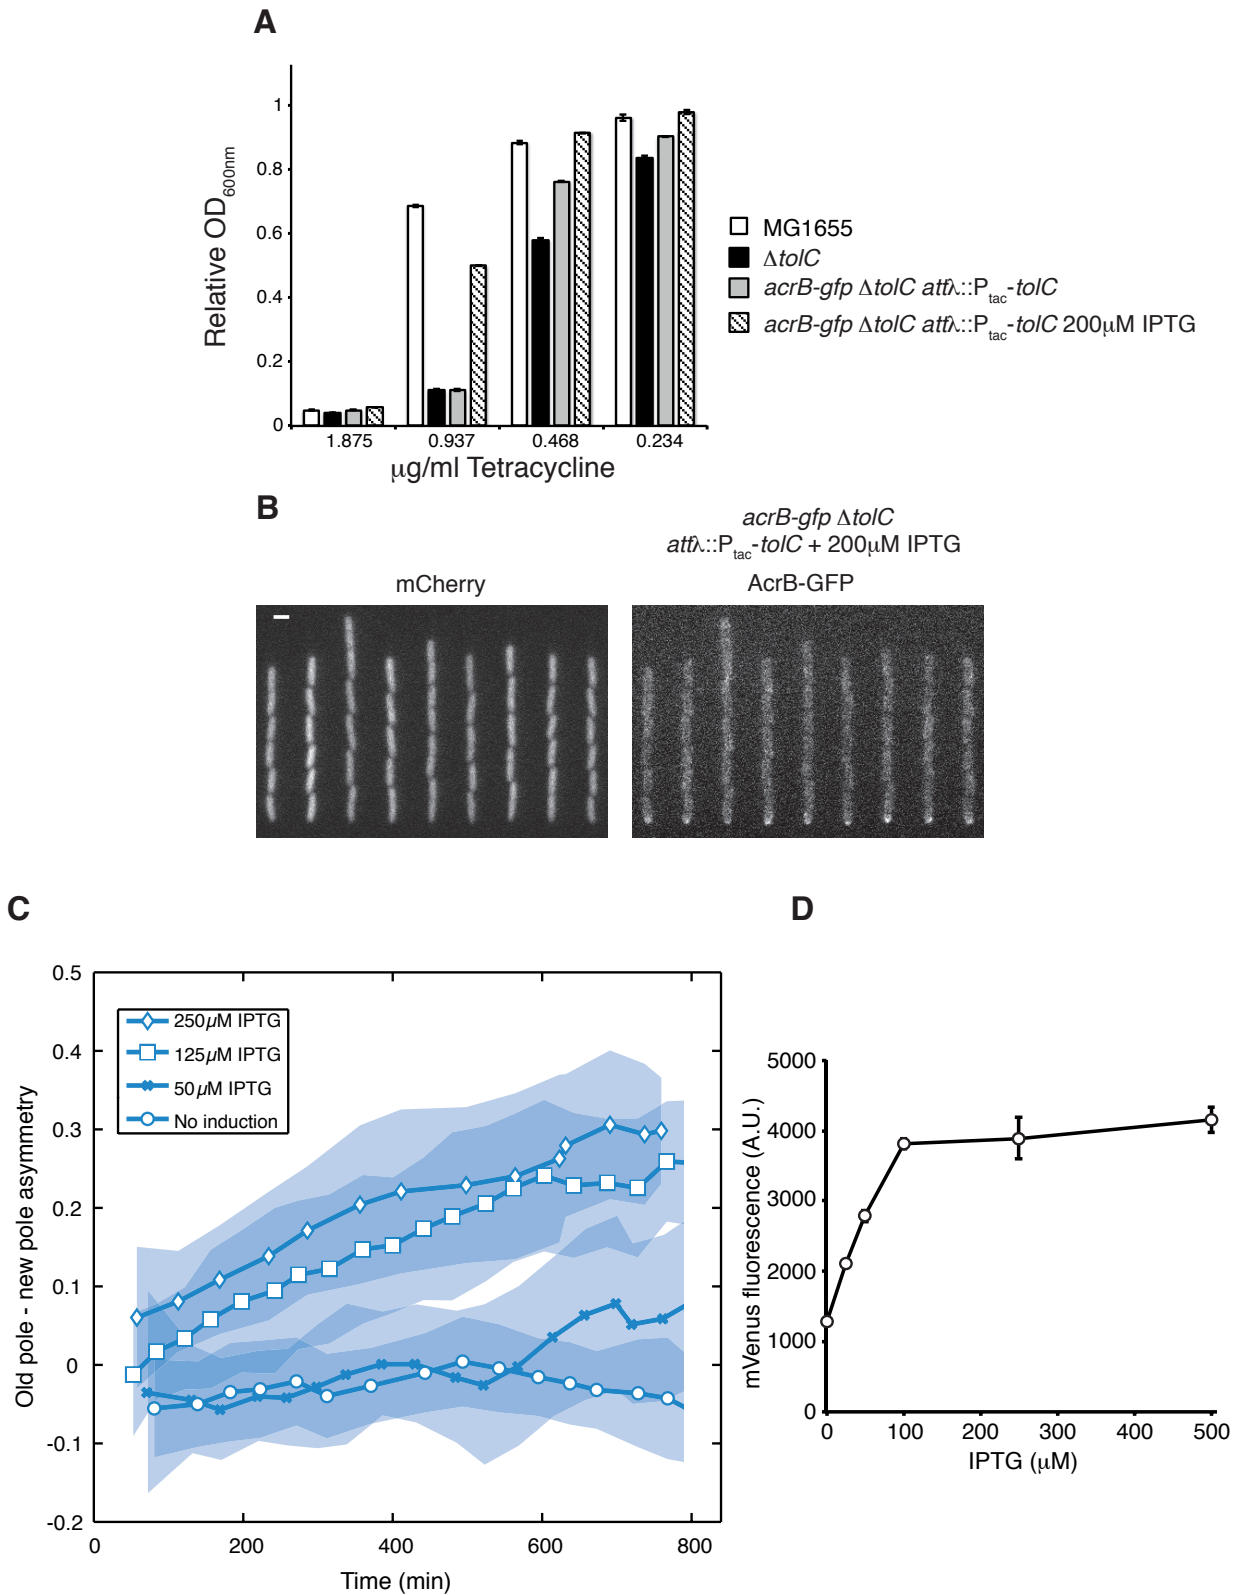 A
Relative OD600nm
1
0.8
0.6
0.4
0.2
0
1.875 0.937 0.468 0.234
μg/ml Tetracycline
MG1655
ΔtolC
acrB-gfp ΔtolC attλ::Ptac-tolC
acrB-gfp ΔtolC attλ::Ptac-tolC 200μM IPTG
B
acrB-gfp ΔtolC
attλ::Ptac-tolC + 200μM IPTG
mCherry AcrB-GFP
C
Old pole - new pole asymmetry
0.5
0.4
0.3
0.2
0.1
0
-0.1
-0.2
250μM IPTG
125μM IPTG
50μM IPTG
No induction
0 200 400 600 800
Time (min)
D
mVenus fluorescence (A.U.)
5000
4000
3000
2000
1000
0
0 100 200 300 400 500
IPTG (μM)